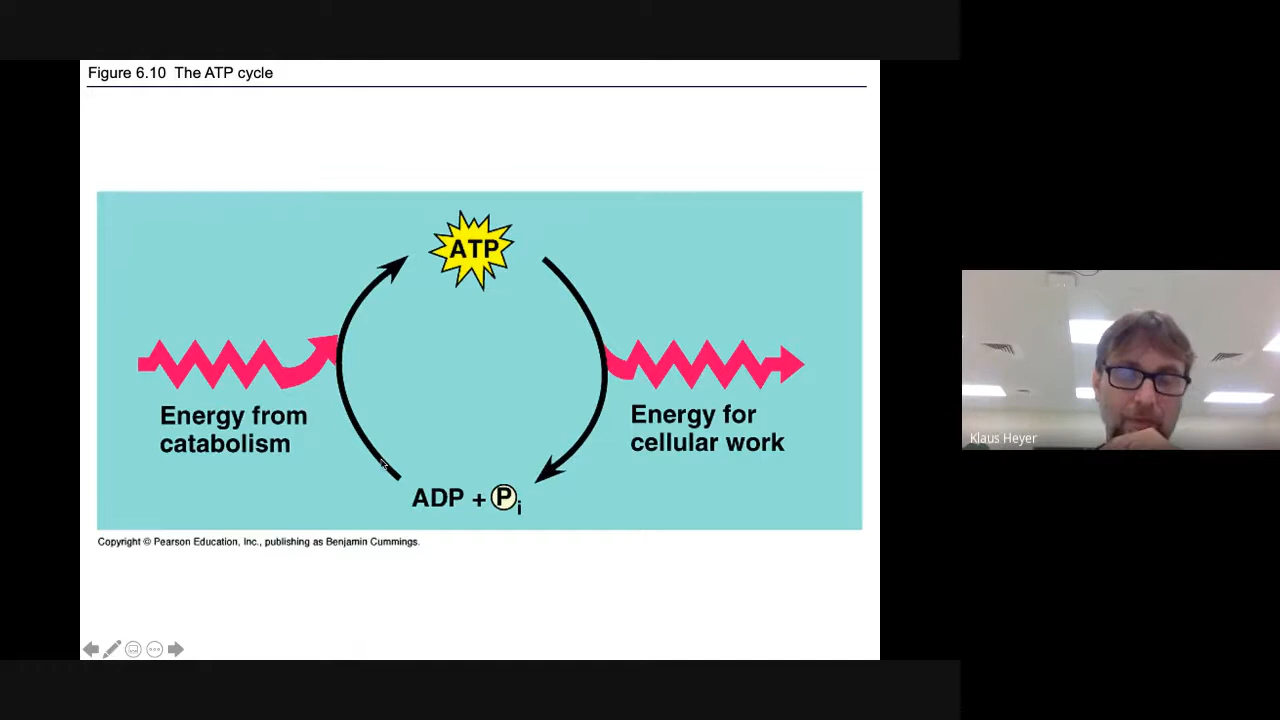 Figure 6.10  The ATP cycle
ATP
Energy from
catabolism
Energy for
cellular work
ADP + Pi
Copyright © Pearson Education, Inc., publishing as Benjamin Cummings.
Klaus Heyer